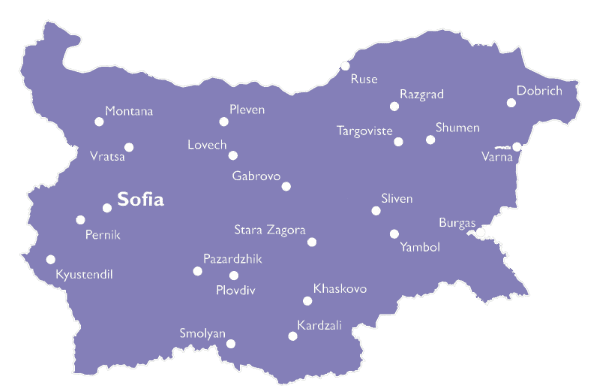 Ruse
Dobrich
Razgrad
Montana
Pleven
Targoviste
Shumen
Lovech
Vratsa
Varna
Gabrovo
Sofia
Sliven
Burgas
Pernik
Stara Zagora
Yambol
Pazardzhik
Kyustendil
Plovdiv
Khaskovo
Kardzali
Smolyan